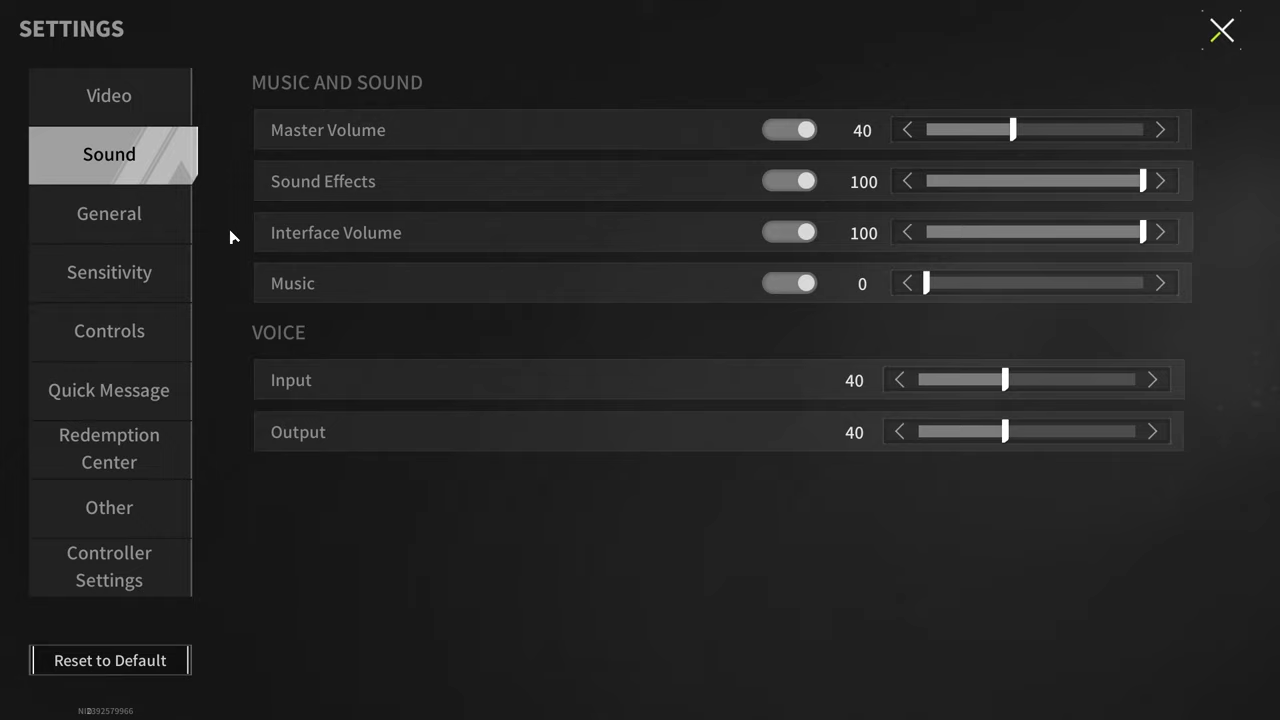 SETTINGS
Video
Sound
General
Sensitivity
Controls
Quick Message
Redemption
Center
Other
Controller
Settings
Reset to Default
MUSIC AND SOUND
Master Volume 40
Sound Effects 100
Interface Volume 100
Music 0
VOICE
Input 40
Output 40